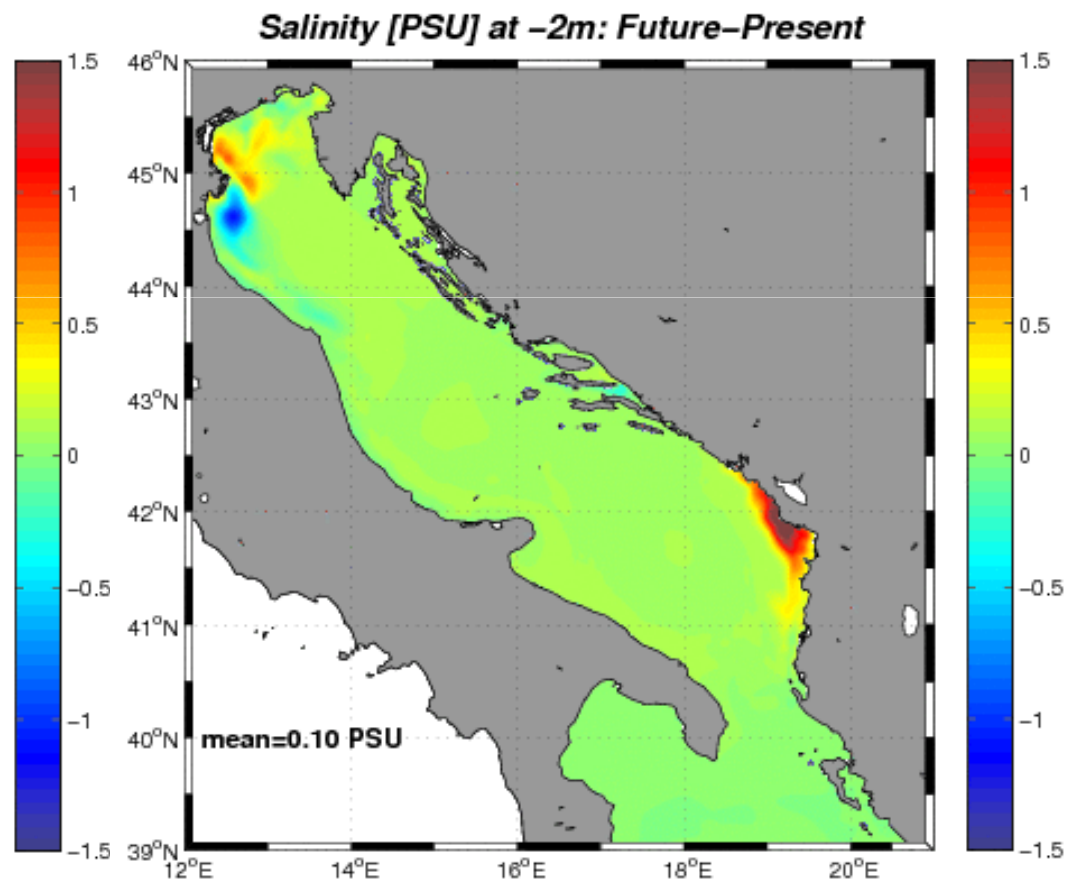 Salinity [PSU] at −2m: Future−Present
1.5
1
0.5
0
−0.5
−1
−1.5
46°N
45°N
44°N
43°N
42°N
41°N
40°N
39°N
mean=0.10 PSU
12°E 14°E 16°E 18°E 20°E
1.5
1
0.5
0
−0.5
−1
−1.5